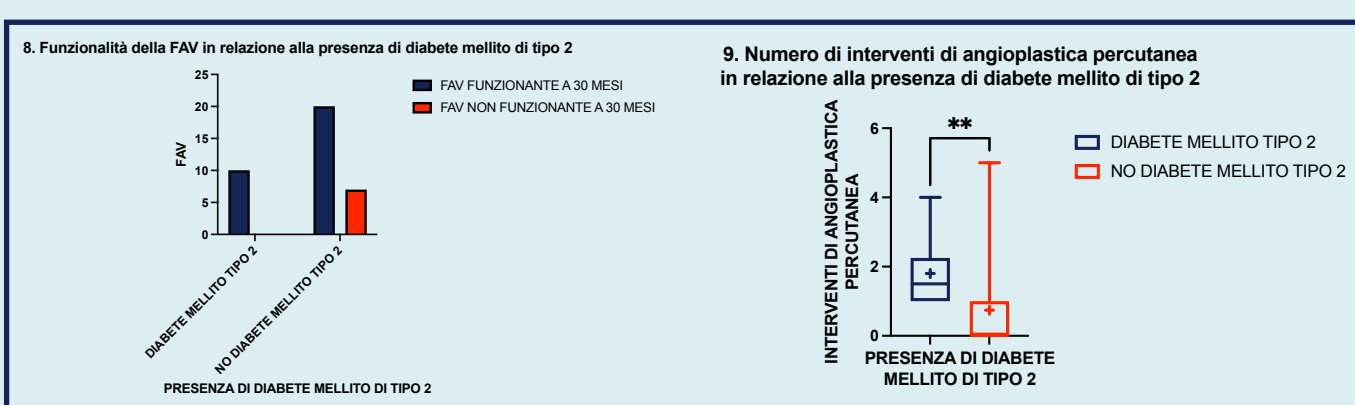 8. Funzionalità della FAV in relazione alla presenza di diabete mellito di tipo 2
25
20
15
10
5
0
FAV
FAV FUNZIONANTE A 30 MESI
FAV NON FUNZIONANTE A 30 MESI
DIABETE MELLITO TIPO 2
NO DIABETE MELLITO TIPO 2
PRESENZA DI DIABETE MELLITO DI TIPO 2
9. Numero di interventi di angioplastica percutanea
in relazione alla presenza di diabete mellito di tipo 2
INTERVENTI DI ANGIOPLASTICA
PERCUTANEA
6
4
2
0
**
DIABETE MELLITO TIPO 2
NO DIABETE MELLITO TIPO 2
PRESENZA DI DIABETE
MELLITO DI TIPO 2